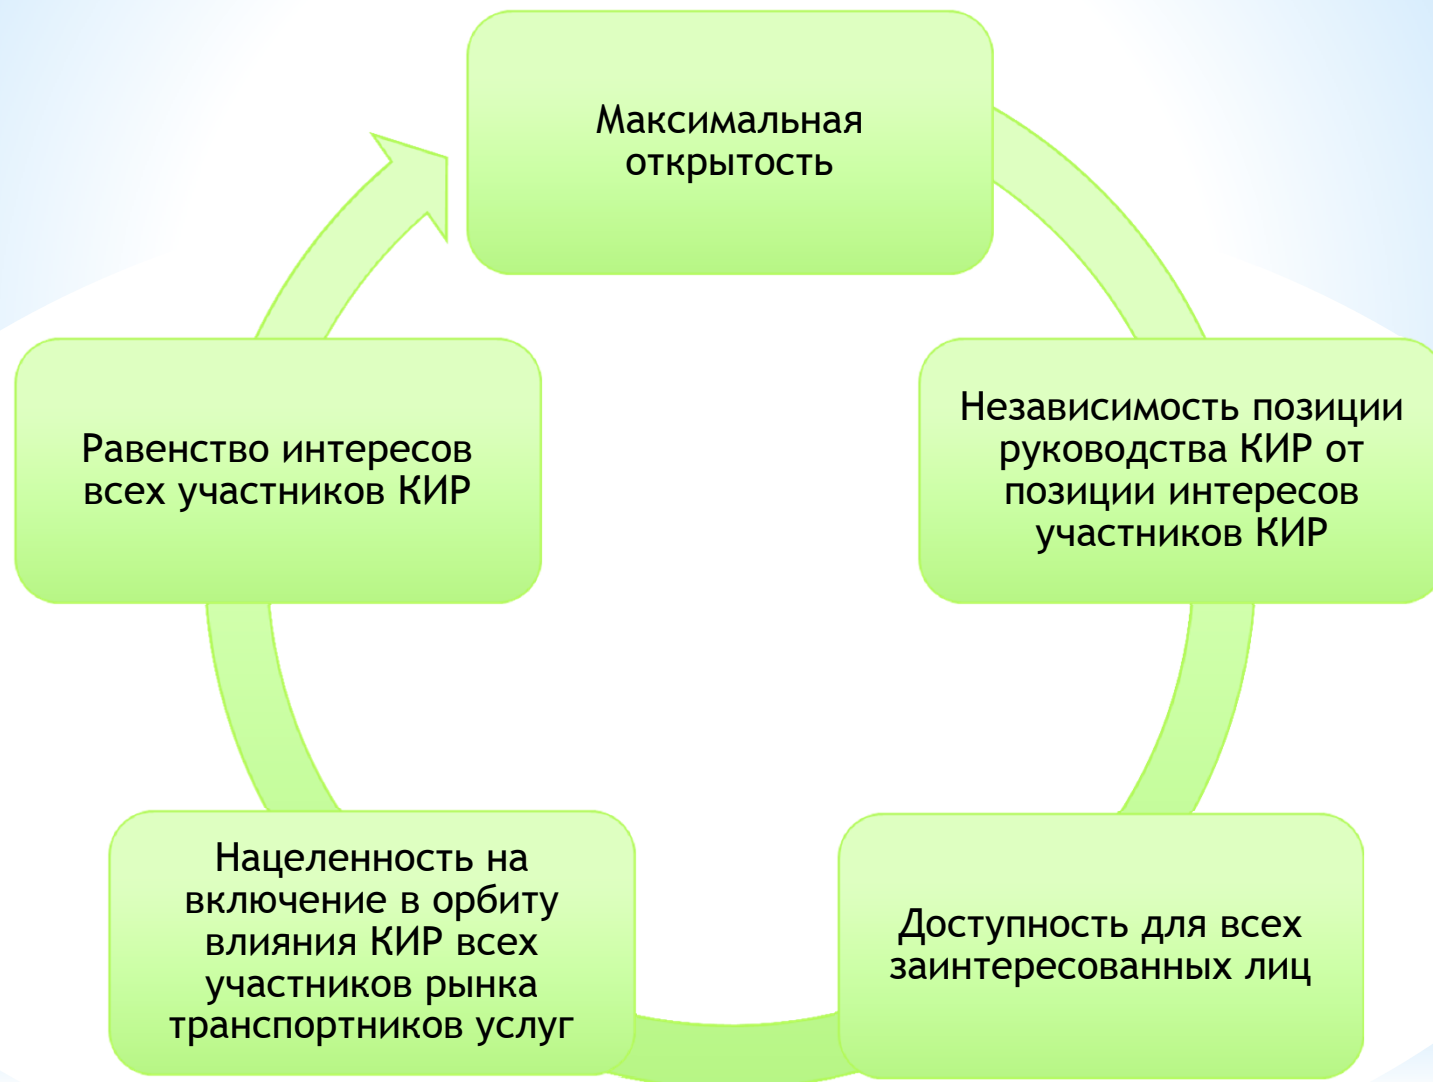 Максимальная
открытость
Независимость позиции
руководства КИР от
позиции интересов
участников КИР
Доступность для всех
заинтересованных лиц
Нацеленность на
включение в орбиту
влияния КИР всех
участников рынка
транспортников услуг
Равенство интересов
всех участников КИР